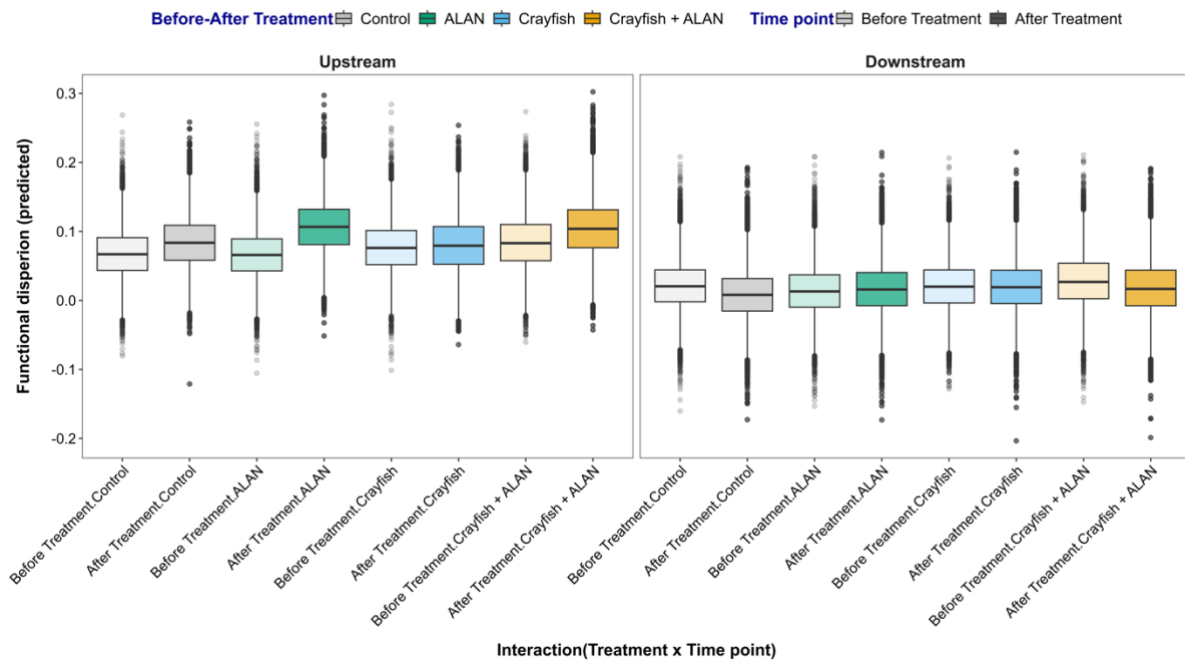 Before-After Treatment Control ALAN Crayfish Crayfish + ALAN Time point Before Treatment After Treatment
Upstream
Downstream
Functional disperion (predicted)
0.3
0.2
0.1
0.0
-0.1
-0.2
Before Treatment.Control
After Treatment.Control
Before Treatment.ALAN
After Treatment.ALAN
Before Treatment.Crayfish
After Treatment.Crayfish
Before Treatment.Crayfish + ALAN
After Treatment.Crayfish + ALAN
Before Treatment.Control
After Treatment.Control
Before Treatment.ALAN
After Treatment.ALAN
Before Treatment.Crayfish
After Treatment.Crayfish
Before Treatment.Crayfish + ALAN
After Treatment.Crayfish + ALAN
Interaction(Treatment x Time point)